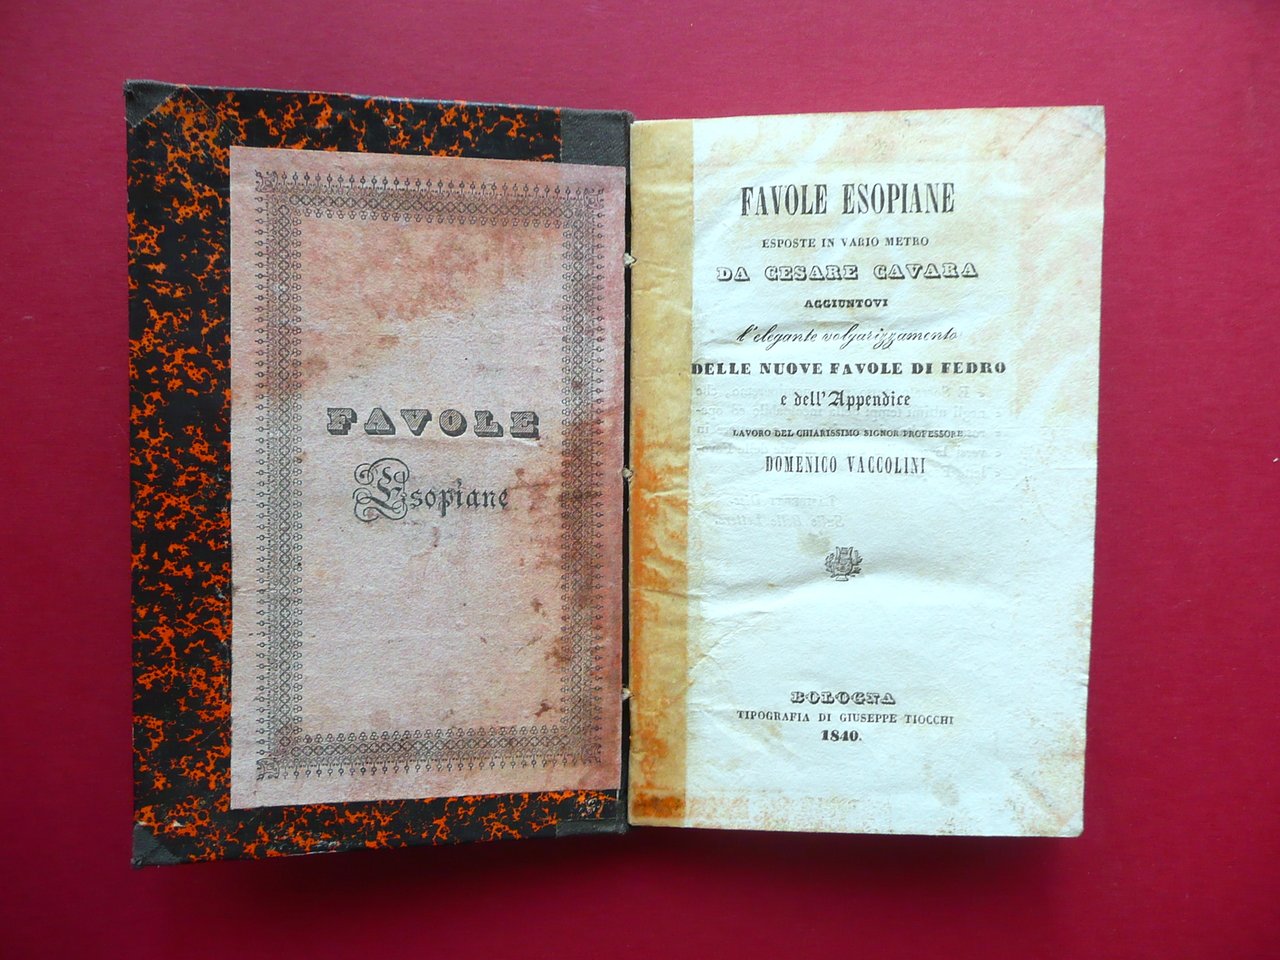 FAVOLE
Esopiane
FAVOLE ESOPIANE
ESPOSTE IN VARIO METRO
DA CESARE CAVARA
AGGIUNTOVI
l'elegante volgarizzamento
DELLE NUOVE FAVOLE DI FEDRO
e dell'Appendice
LAVORO DEL CHIARISSIMO SIGNOR PROFESSORE
DOMENICO VACCOLINI
BOLOGNA
TIPOGRAFIA DI GIUSEPPE TIOCCHI
1840.